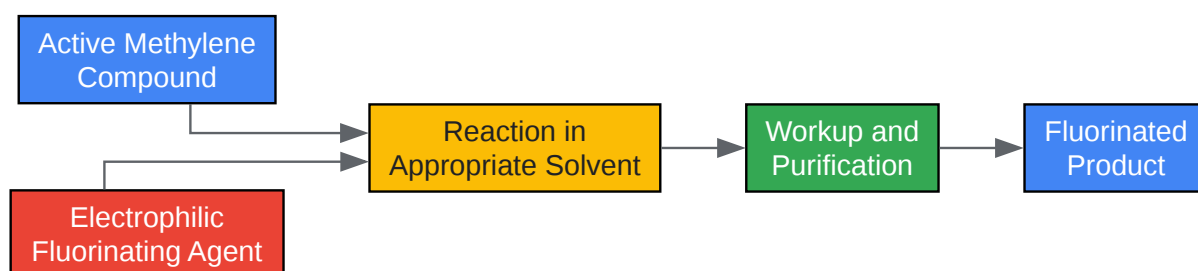 Active Methylene
Compound
Electrophilic
Fluorinating Agent
Reaction in
Appropriate Solvent
Workup and
Purification
Fluorinated
Product